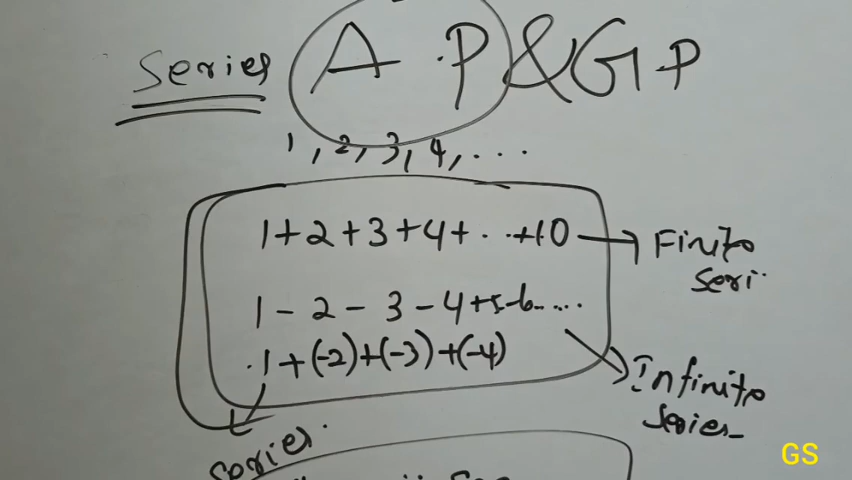 Series A.P & G P
1, 2, 3, 4, ...
1 + 2 + 3 + 4 + ... + 10 → Finite
Seri..
1 - 2 - 3 - 4 + 5 - 6 - ...
.1 + (-2) + (-3) + (-4)
Infinite
Series
Series.
GS